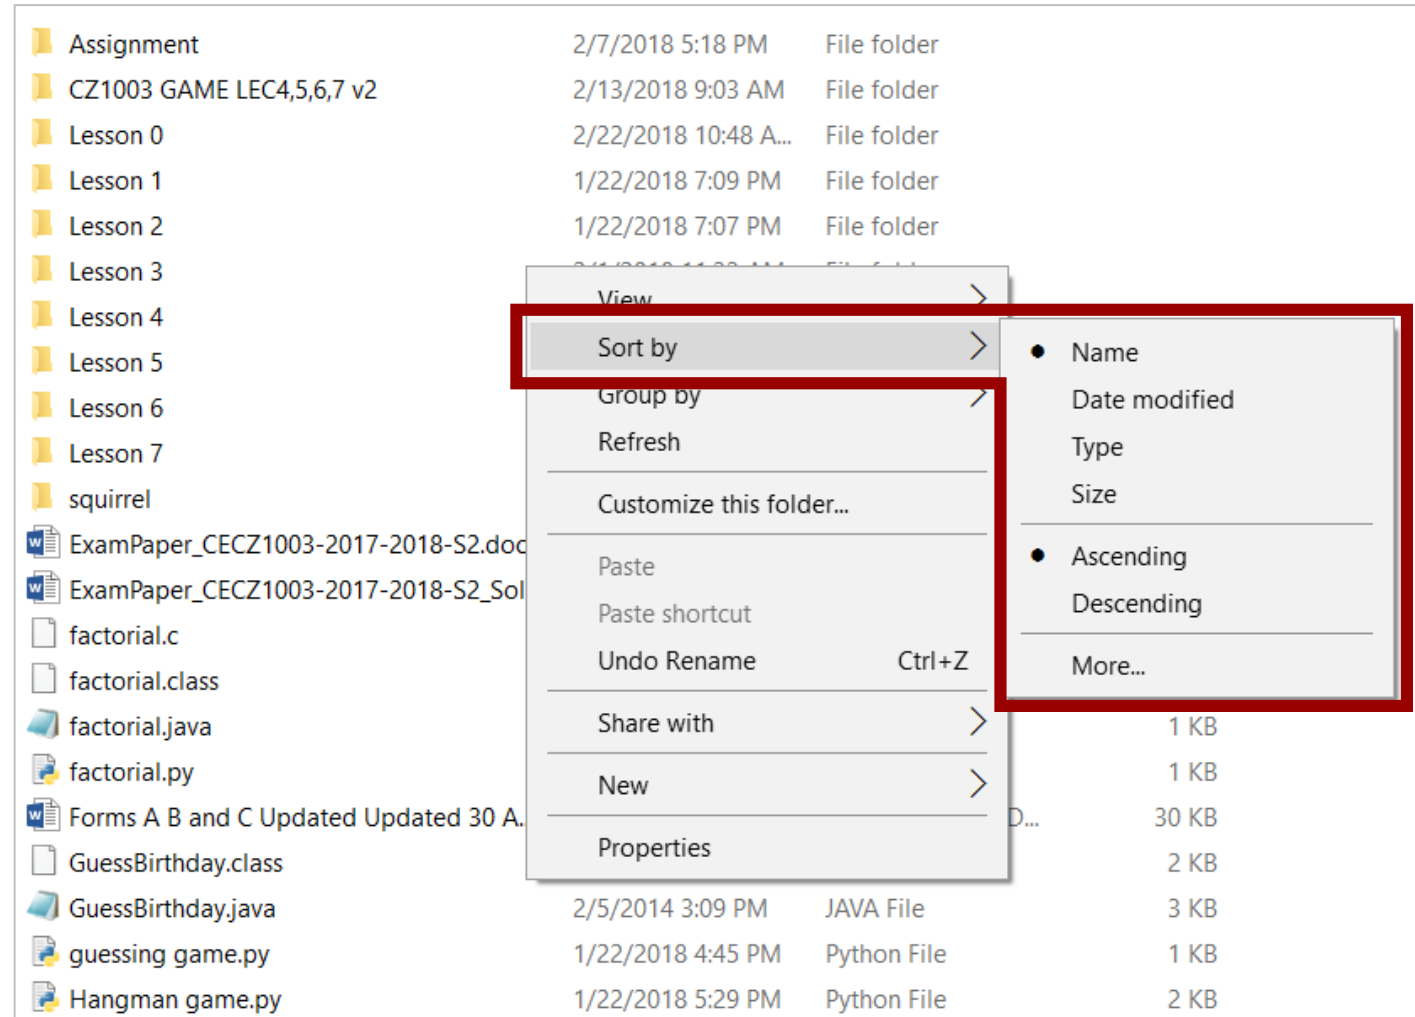 Assignment 2/7/2018 5:18 PM File folder
CZ1003 GAME LEC4,5,6,7 v2 2/13/2018 9:03 AM File folder
Lesson 0 2/22/2018 10:48 A... File folder
Lesson 1 1/22/2018 7:09 PM File folder
Lesson 2 1/22/2018 7:07 PM File folder
Lesson 3
Lesson 4
Lesson 5
Lesson 6
Lesson 7
squirrel
ExamPaper_CECZ1003-2017-2018-S2.doc
ExamPaper_CECZ1003-2017-2018-S2_Sol
factorial.c
factorial.class
factorial.java 1 KB
factorial.py 1 KB
Forms A B and C Updated Updated 30 A... D... 30 KB
GuessBirthday.class 2 KB
GuessBirthday.java 2/5/2014 3:09 PM JAVA File 3 KB
guessing game.py 1/22/2018 4:45 PM Python File 1 KB
Hangman game.py 1/22/2018 5:29 PM Python File 2 KB
View
Sort by
Group by
Refresh
Customize this folder...
Paste
Paste shortcut
Undo Rename Ctrl+Z
Share with
New
Properties
Name
Date modified
Type
Size
Ascending
Descending
More...